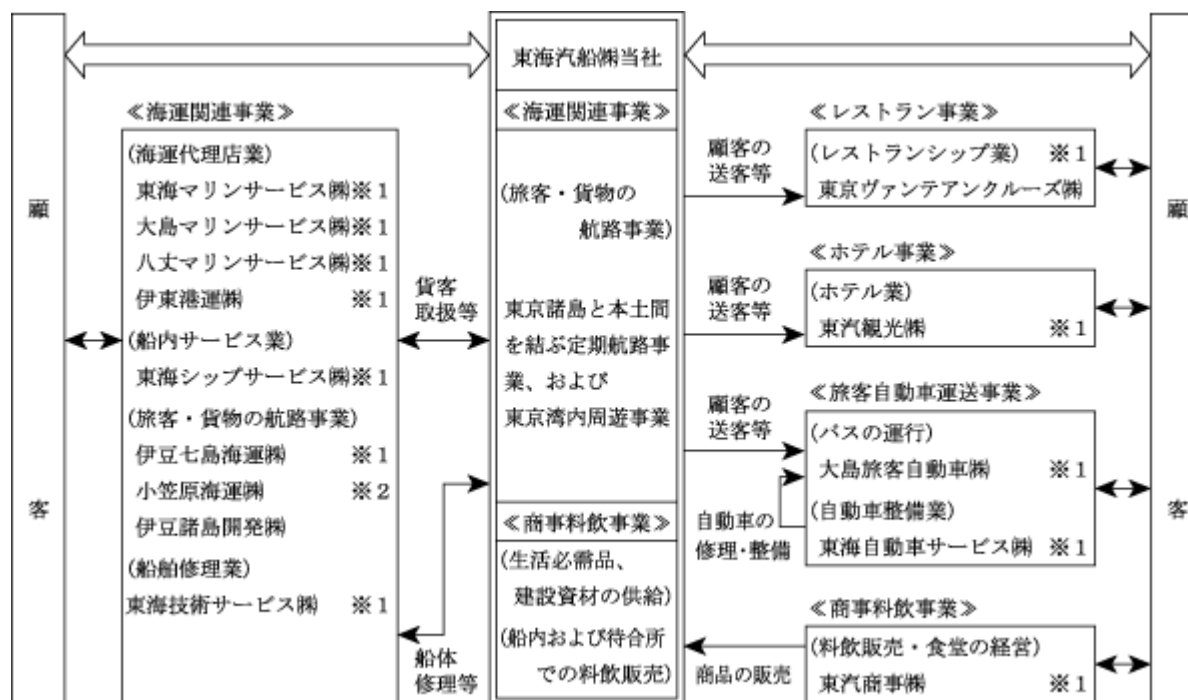 顧
客
≪海運関連事業≫
(海運代理店業)
東海マリンサービス㈱※1
大島マリンサービス㈱※1
八丈マリンサービス㈱※1
伊東港運㈱ ※1
(船内サービス業)
東海シップサービス㈱※1
(旅客・貨物の航路事業)
伊豆七島海運㈱ ※1
小笠原海運㈱ ※2
伊豆諸島開発㈱
(船舶修理業)
東海技術サービス㈱ ※1
貨客
取扱等
船体
修理等
東海汽船㈱当社
≪海運関連事業≫
(旅客・貨物の
航路事業)
東京諸島と本土間
を結ぶ定期航路事
業、および
東京湾内周遊事業
≪商事料飲事業≫
(生活必需品、
建設資材の供給)
(船内および待合所
での料飲販売)
顧客の
送客等
顧客の
送客等
顧客の
送客等
自動車の
修理・整備
商品の販売
≪レストラン事業≫
(レストランシップ業) ※1
東京ヴァンテアンクルーズ㈱
≪ホテル事業≫
(ホテル業)
東汽観光㈱ ※1
≪旅客自動車運送事業≫
(バスの運行)
大島旅客自動車㈱ ※1
(自動車整備業)
東海自動車サービス㈱ ※1
≪商事料飲事業≫
(料飲販売・食堂の経営)
東汽商事㈱ ※1
顧
客